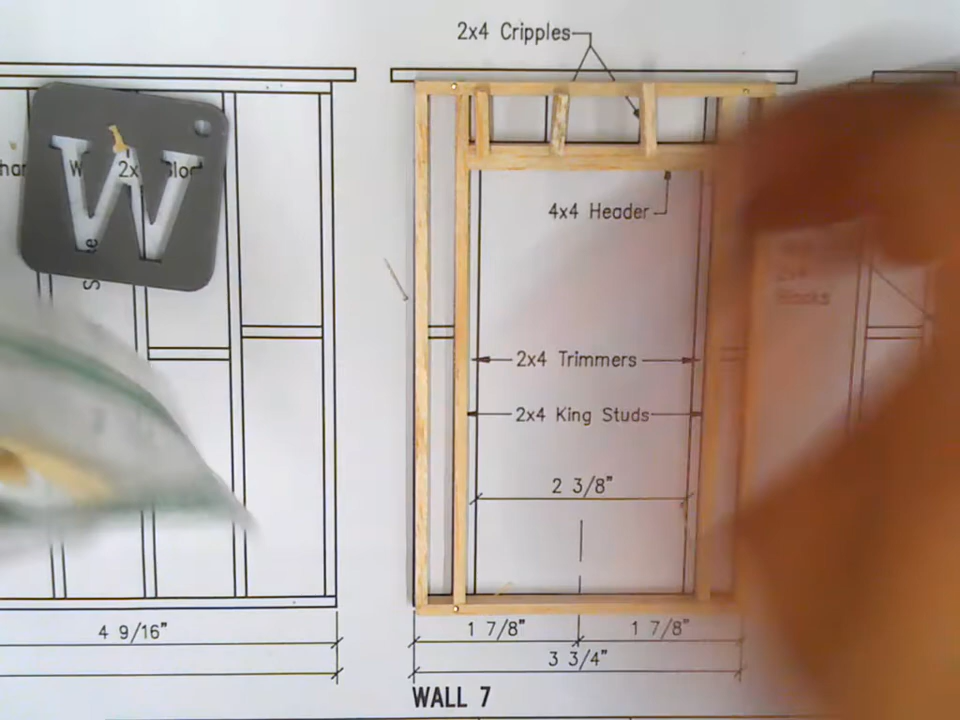 2x4 Cripples
W
2x
4x4 Header
2x4 Trimmers
2x4 King Studs
2 3/8"
4 9/16"
1 7/8"
1 7/8"
3 3/4"
WALL 7